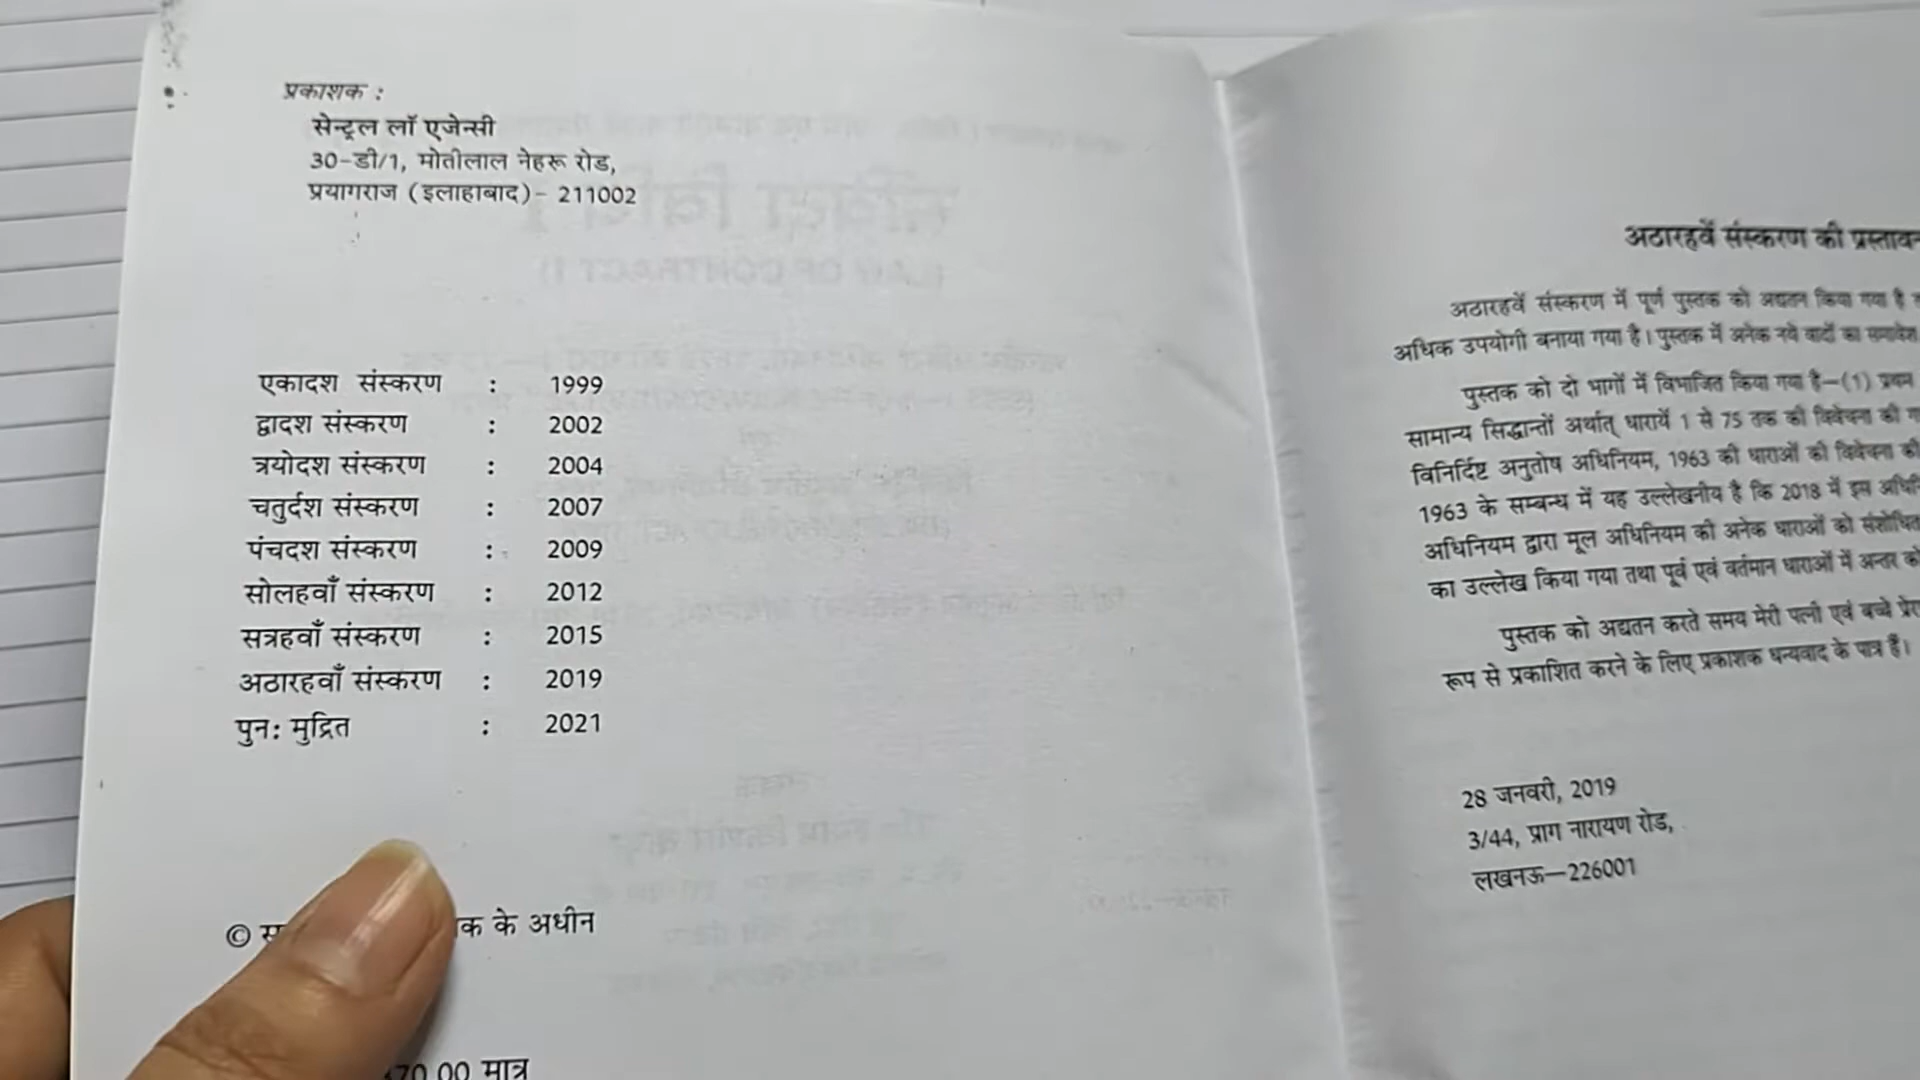 प्रकाशक :
सेन्ट्रल लॉ एजेन्सी
30-डी/1, मोतीलाल नेहरू रोड,
प्रयागराज (इलाहाबाद)- 211002
एकादश संस्करण : 1999
द्वादश संस्करण : 2002
त्रयोदश संस्करण : 2004
चतुर्दश संस्करण : 2007
पंचदश संस्करण : 2009
सोलहवाँ संस्करण : 2012
सत्रहवाँ संस्करण : 2015
अठारहवाँ संस्करण : 2019
पुन: मुद्रित : 2021
© के अधीन
70.00 मात्र
अठारहवें संस्करण की
अठारहवें संस्करण में पूर्ण पुस्तक को अद्यतन किया गया है
अधिक उपयोगी बनाया गया है। पुस्तक में अनेक नये वादों का समावेश
पुस्तक को दो भागों में विभाजित किया गया है—(1) प्रथम
सामान्य सिद्धान्तों अर्थात् धारायें 1 से 75 तक की विवेचना की
विनिर्दिष्ट अनुतोष अधिनियम, 1963 की धाराओं की विवेचना की
1963 के सम्बन्ध में यह उल्लेखनीय है कि 2018 में इस
अधिनियम द्वारा मूल अधिनियम की अनेक धाराओं को संशोधित
का उल्लेख किया गया तथा पूर्व एवं वर्तमान धाराओं में अन्तर को
पुस्तक को अद्यतन करते समय मेरी पत्नी एवं बच्चे
रूप से प्रकाशित करने के लिए प्रकाशक धन्यवाद के पात्र हैं।
28 जनवरी, 2019
3/44, प्राग नारायण रोड,
लखनऊ—226001